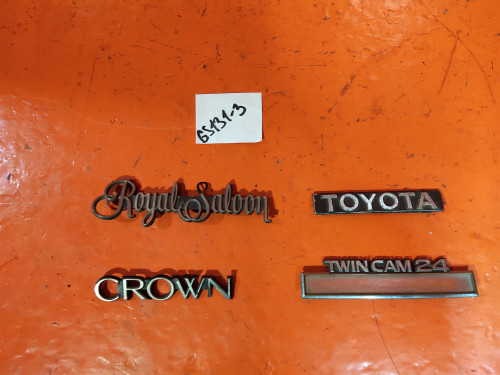 GS131-3
Royal Saloon
TOYOTA
CROWN
TWIN CAM 24